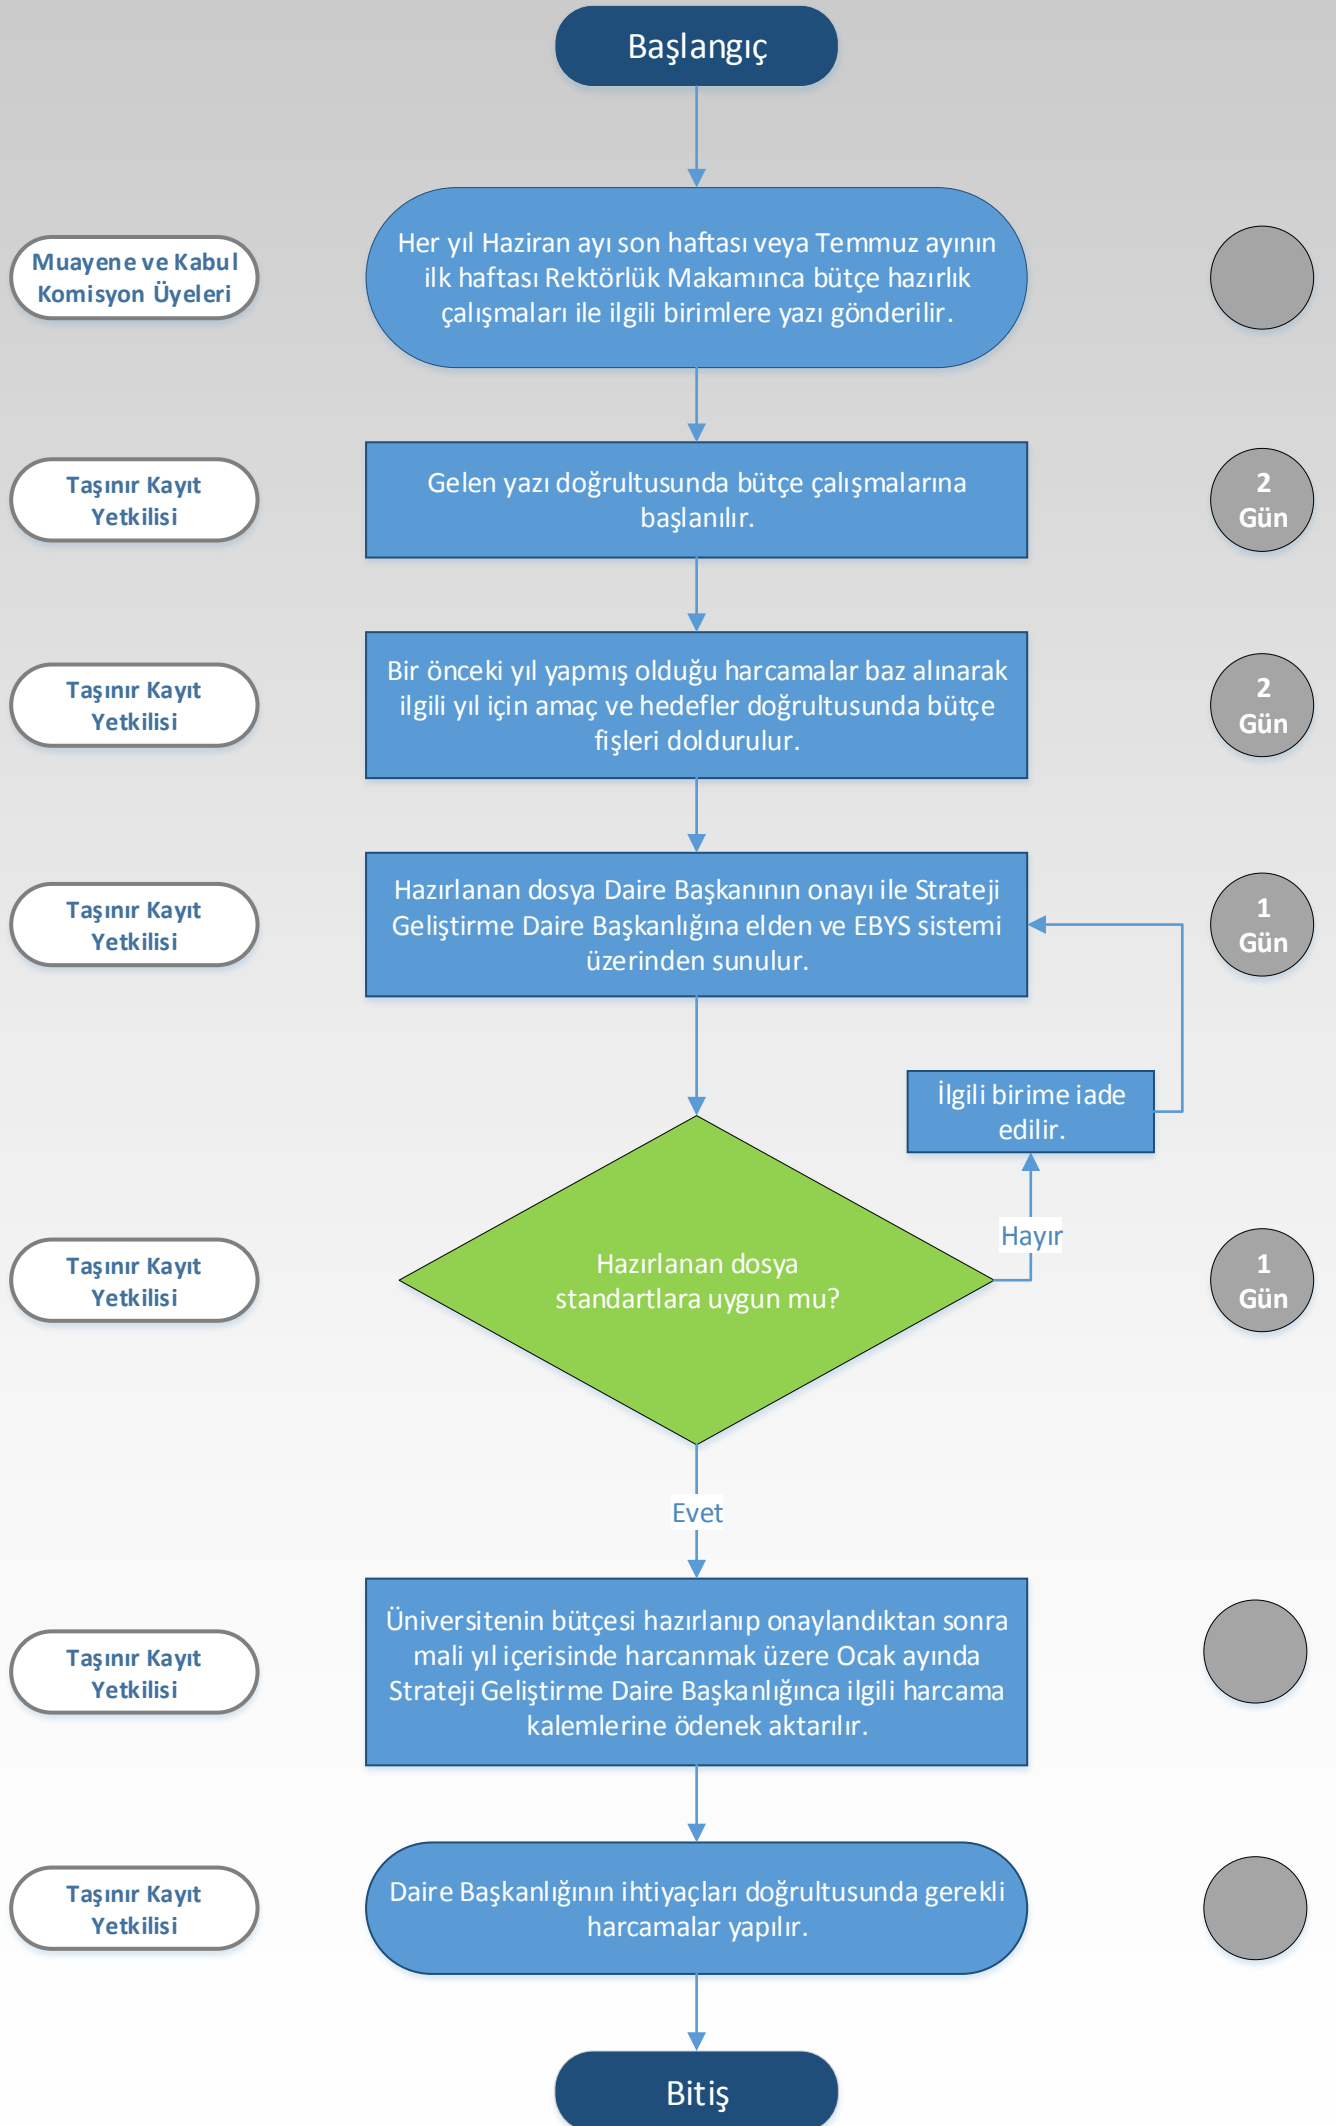 Başlangıç
Muayene ve Kabul
Komisyon Üyeleri
Her yıl Haziran ayı son haftası veya Temmuz ayının
ilk haftası Rektörlük Makamınca bütçe hazırlık
çalışmaları ile ilgili birimlere yazı gönderilir.
Taşınır Kayıt
Yetkilisi
Gelen yazı doğrultusunda bütçe çalışmalarına
başlanılır.
2
Gün
Taşınır Kayıt
Yetkilisi
Bir önceki yıl yapmış olduğu harcamalar baz alınarak
ilgili yıl için amaç ve hedefler doğrultusunda bütçe
fişleri doldurulur.
2
Gün
Taşınır Kayıt
Yetkilisi
Hazırlanan dosya Daire Başkanının onayı ile Strateji
Geliştirme Daire Başkanlığına elden ve EBYS sistemi
üzerinden sunulur.
1
Gün
İlgili birime iade
edilir.
Hayır
Taşınır Kayıt
Yetkilisi
Hazırlanan dosya
standartlara uygun mu?
1
Gün
Evet
Taşınır Kayıt
Yetkilisi
Üniversitenin bütçesi hazırlanıp onaylandıktan sonra
mali yıl içerisinde harcanmak üzere Ocak ayında
Strateji Geliştirme Daire Başkanlığınca ilgili harcama
kalemlerine ödenek aktarılır.
Taşınır Kayıt
Yetkilisi
Daire Başkanlığının ihtiyaçları doğrultusunda gerekli
harcamalar yapılır.
Bitiş